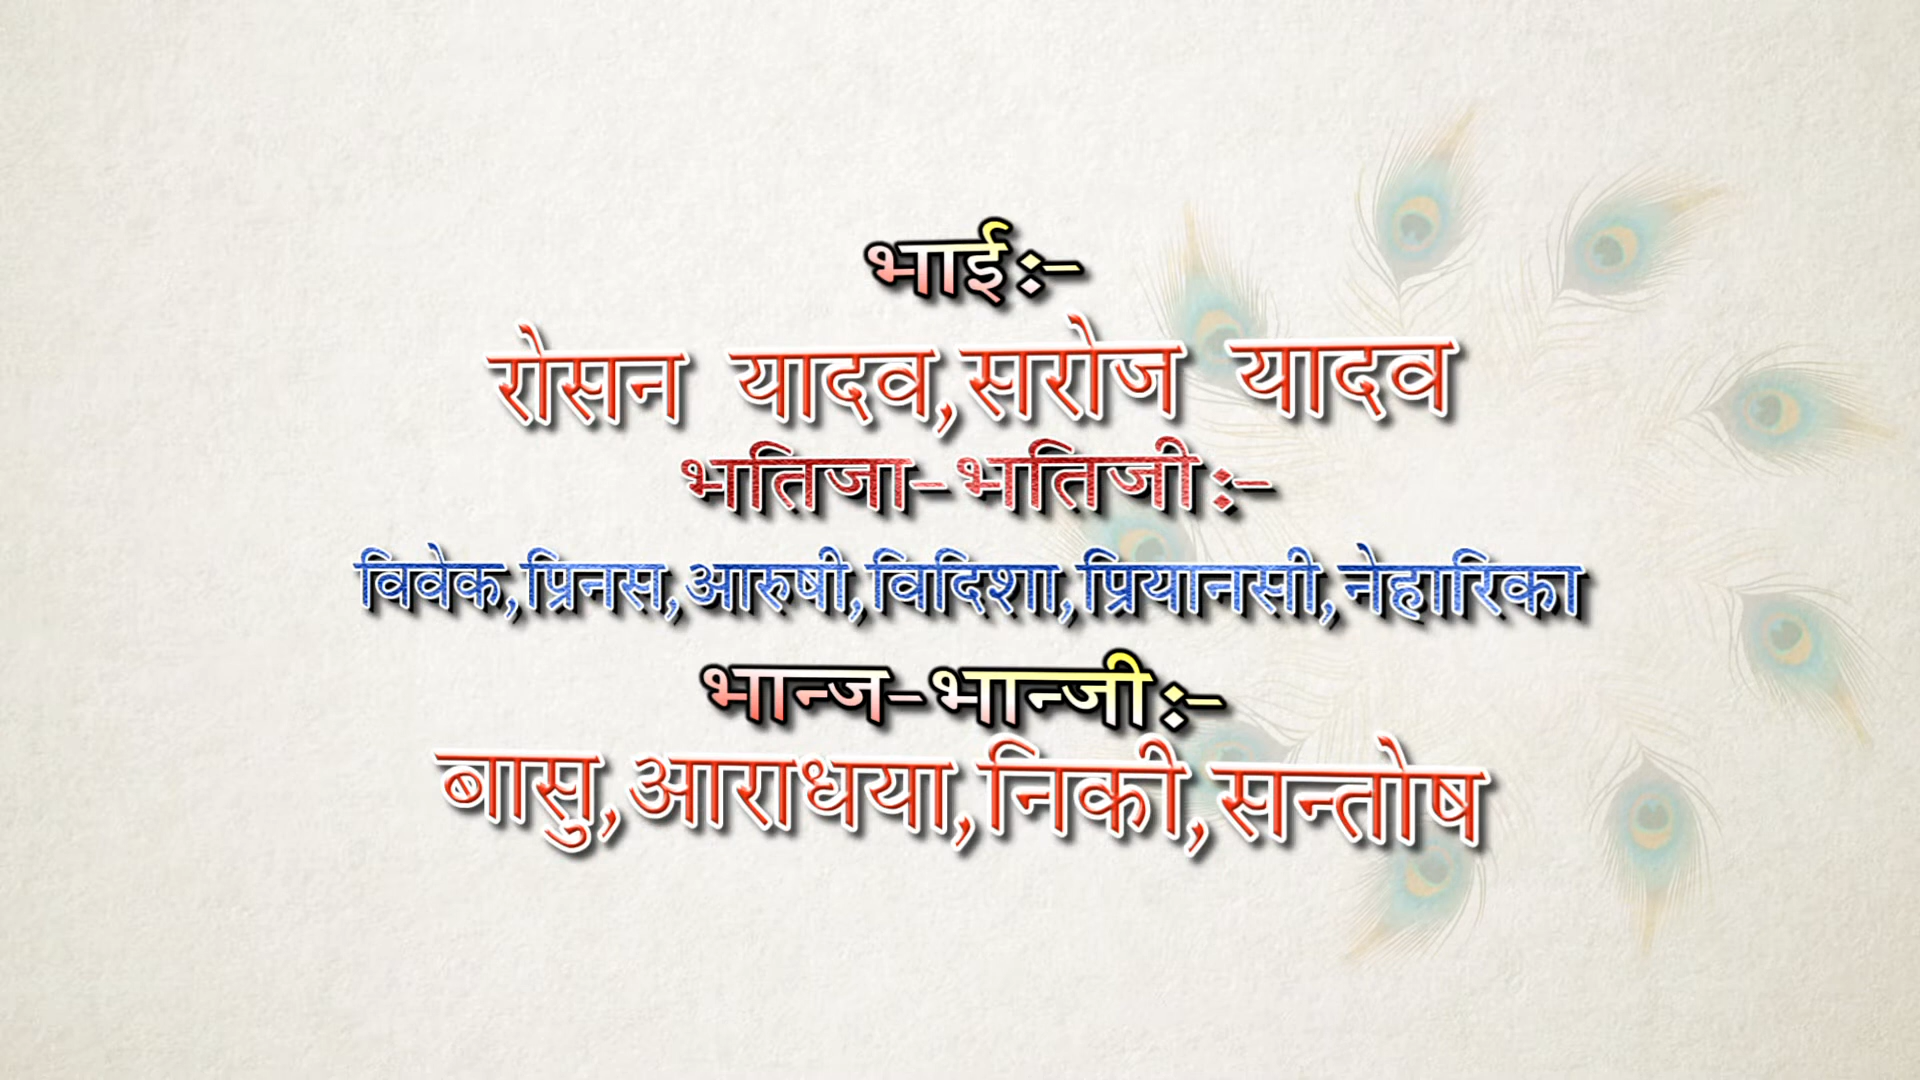 भाई:-
रोसन यादव,सरोज यादव
भतिजा-भतिजी:-
विवेक,प्रिनस,आरुषी,विदिशा,प्रियानसी,नेहारिका
भान्ज-भान्जी:-
बासु,आराधया,निकी,सन्तोष